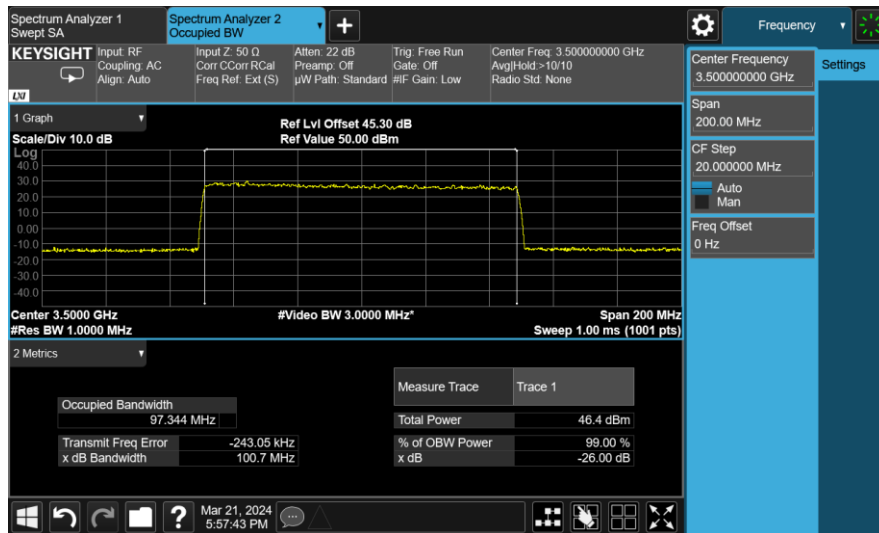 Spectrum Analyzer 1
Swept SA
Spectrum Analyzer 2
Occupied BW
Frequency
KEYSIGHT
LXI
Input: RF
Coupling: AC
Align: Auto
Input Z: 50 Ω
Corr CCorr RCal
Freq Ref: Ext (S)
Atten: 22 dB
Preamp: Off
µW Path: Standard
Trig: Free Run
Gate: Off
#IF Gain: Low
Center Freq: 3.500000000 GHz
Avg|Hold:>10/10
Radio Std: None
Center Frequency
3.500000000 GHz
Settings
Span
200.00 MHz
CF Step
20.000000 MHz
Auto
Man
Freq Offset
0 Hz
1 Graph
Scale/Div 10.0 dB
Ref Lvl Offset 45.30 dB
Ref Value 50.00 dBm
Log
40.0
30.0
20.0
10.0
0.00
-10.0
-20.0
-30.0
-40.0
Center 3.5000 GHz
#Res BW 1.0000 MHz
#Video BW 3.0000 MHz*
Span 200 MHz
Sweep 1.00 ms (1001 pts)
2 Metrics
Measure Trace Trace 1
Occupied Bandwidth
97.344 MHz
Total Power 46.4 dBm
Transmit Freq Error -243.05 kHz
% of OBW Power 99.00 %
x dB Bandwidth 100.7 MHz
x dB -26.00 dB
?
Mar 21, 2024
5:57:43 PM